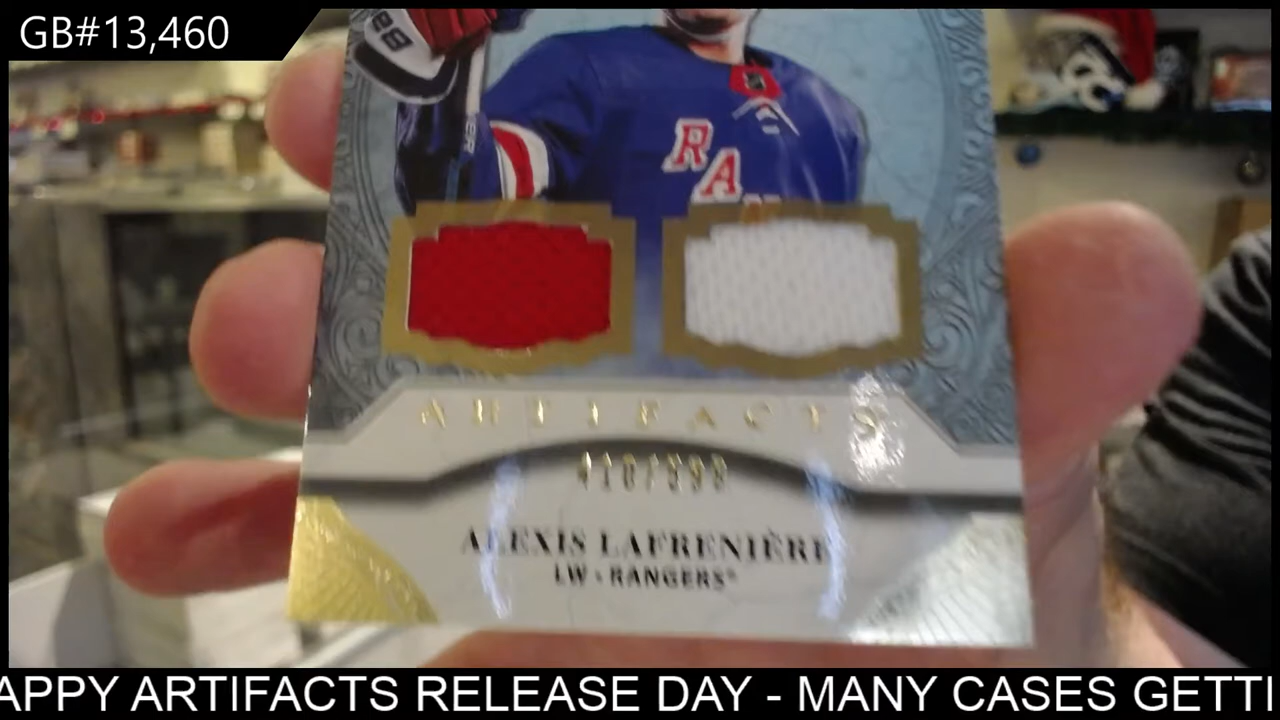 GB#13,460
RA
ARTIFACTS
ALEXIS LAFRENIÈRE
LW - RANGERS
APPY ARTIFACTS RELEASE DAY - MANY CASES GETTI